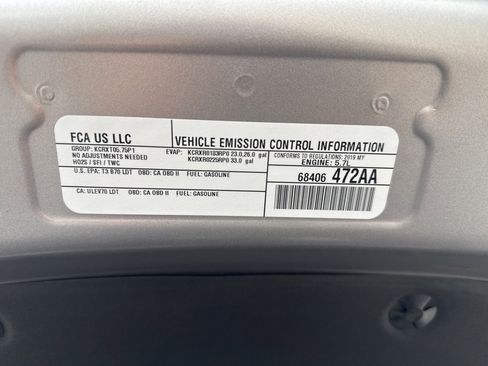 FCA US LLC
VEHICLE EMISSION CONTROL INFORMATION
GROUP: KCRXT05.75P1
NO ADJUSTMENTS NEEDED
HO2S / SFI / TWC
EVAP: KCRXR0183RP0 23.0,26.0 gal
KCRXR0225RP0 33.0 gal
CONFORMS TO REGULATIONS: 2019 MY
ENGINE: 5.7L
U.S. EPA: T3 B70 LDT OBD: CA OBD II FUEL: GASOLINE
68406 472AA
CA: ULEV70 LDT OBD: CA OBD II FUEL: GASOLINE